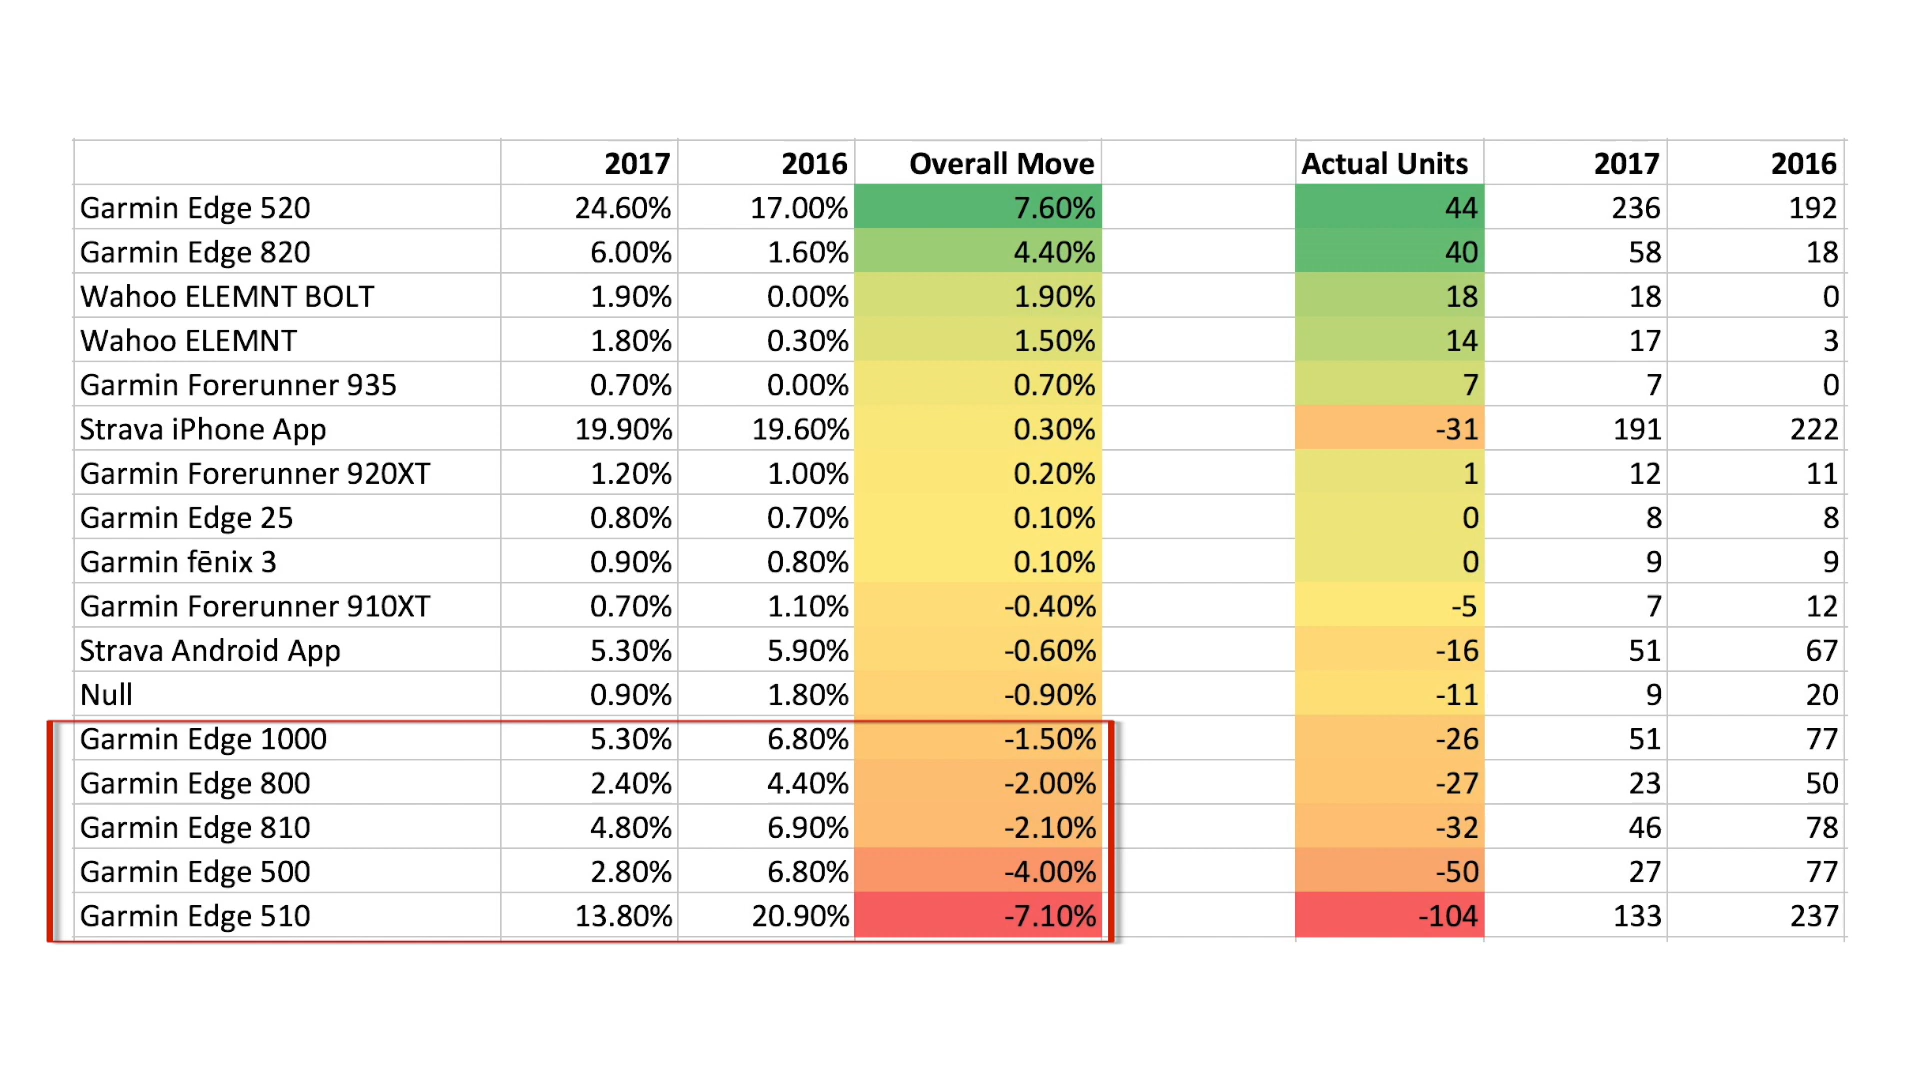 2017 2016 Overall Move Actual Units 2017 2016
Garmin Edge 520 24.60% 17.00% 7.60% 44 236 192
Garmin Edge 820 6.00% 1.60% 4.40% 40 58 18
Wahoo ELEMNT BOLT 1.90% 0.00% 1.90% 18 18 0
Wahoo ELEMNT 1.80% 0.30% 1.50% 14 17 3
Garmin Forerunner 935 0.70% 0.00% 0.70% 7 7 0
Strava iPhone App 19.90% 19.60% 0.30% -31 191 222
Garmin Forerunner 920XT 1.20% 1.00% 0.20% 1 12 11
Garmin Edge 25 0.80% 0.70% 0.10% 0 8 8
Garmin fēnix 3 0.90% 0.80% 0.10% 0 9 9
Garmin Forerunner 910XT 0.70% 1.10% -0.40% -5 7 12
Strava Android App 5.30% 5.90% -0.60% -16 51 67
Null 0.90% 1.80% -0.90% -11 9 20
Garmin Edge 1000 5.30% 6.80% -1.50% -26 51 77
Garmin Edge 800 2.40% 4.40% -2.00% -27 23 50
Garmin Edge 810 4.80% 6.90% -2.10% -32 46 78
Garmin Edge 500 2.80% 6.80% -4.00% -50 27 77
Garmin Edge 510 13.80% 20.90% -7.10% -104 133 237